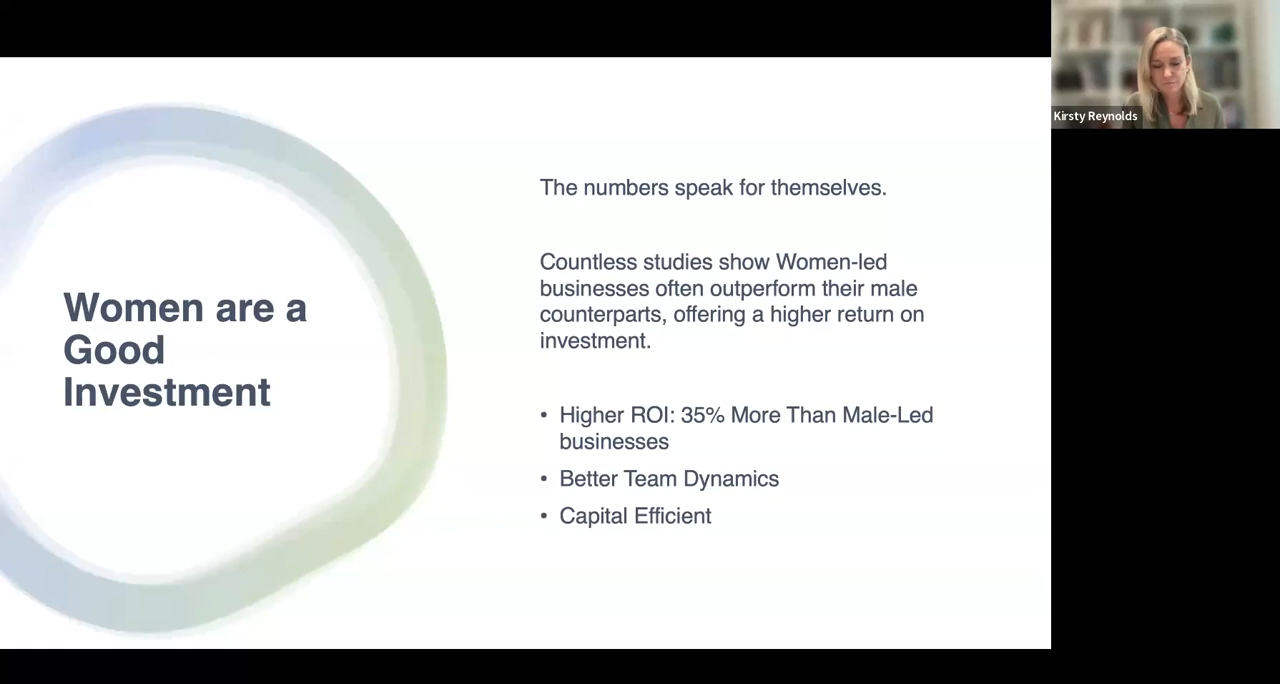 Kirsty Reynolds
Women are a
Good
Investment
The numbers speak for themselves.
Countless studies show Women-led
businesses often outperform their male
counterparts, offering a higher return on
investment.
• Higher ROI: 35% More Than Male-Led
businesses
• Better Team Dynamics
• Capital Efficient